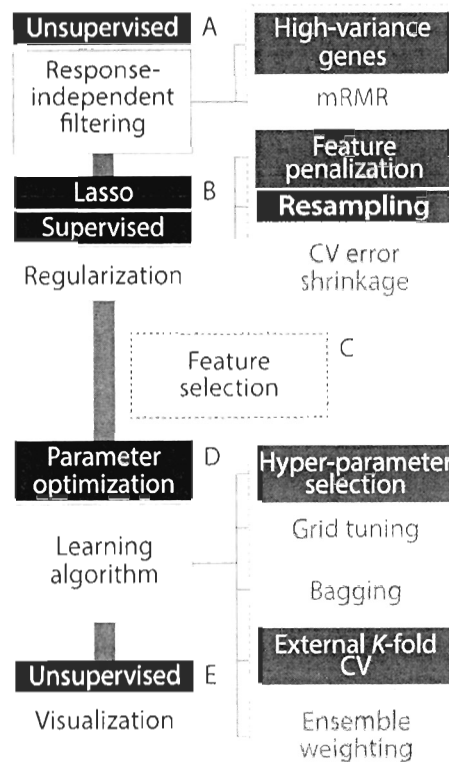 Unsupervised
A
Response-
independent
filtering
High-variance
genes
mRMR
Lasso
Supervised
B
Regularization
Feature
penalization
Resampling
CV error
shrinkage
C
Feature
selection
Parameter
optimization
D
Learning
algorithm
Hyper-parameter
selection
Grid tuning
Bagging
External K-fold
CV
Ensemble
weighting
Unsupervised
E
Visualization